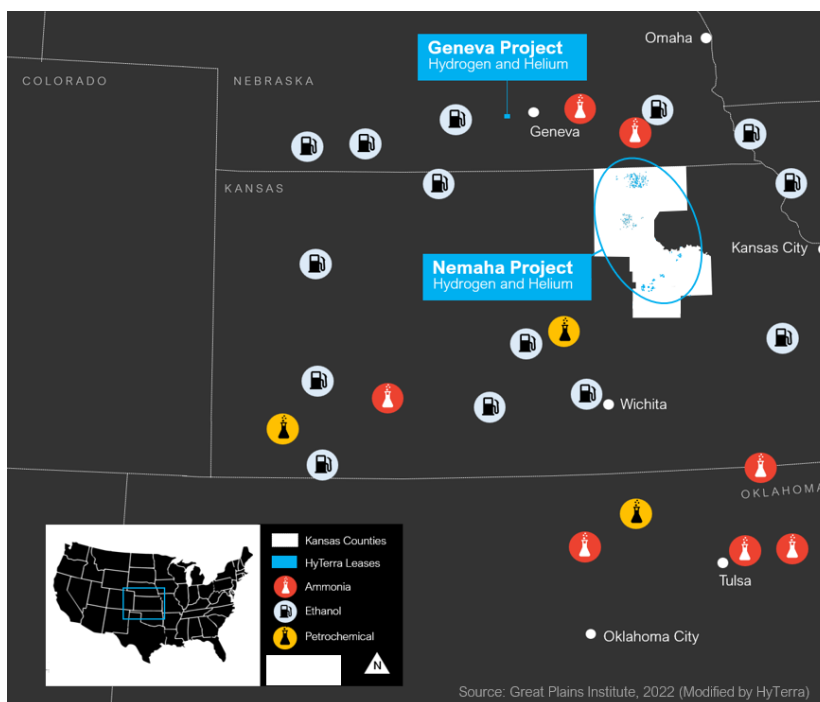 Geneva Project
Hydrogen and Helium
Omaha
COLORADO
NEBRASKA
Geneva
KANSAS
Kansas City
Nemaha Project
Hydrogen and Helium
Wichita
OKLAHOMA
Tulsa
Oklahoma City
Kansas Counties
HyTerra Leases
Ammonia
Ethanol
Petrochemical
N
Source: Great Plains Institute, 2022 (Modified by HyTerra)